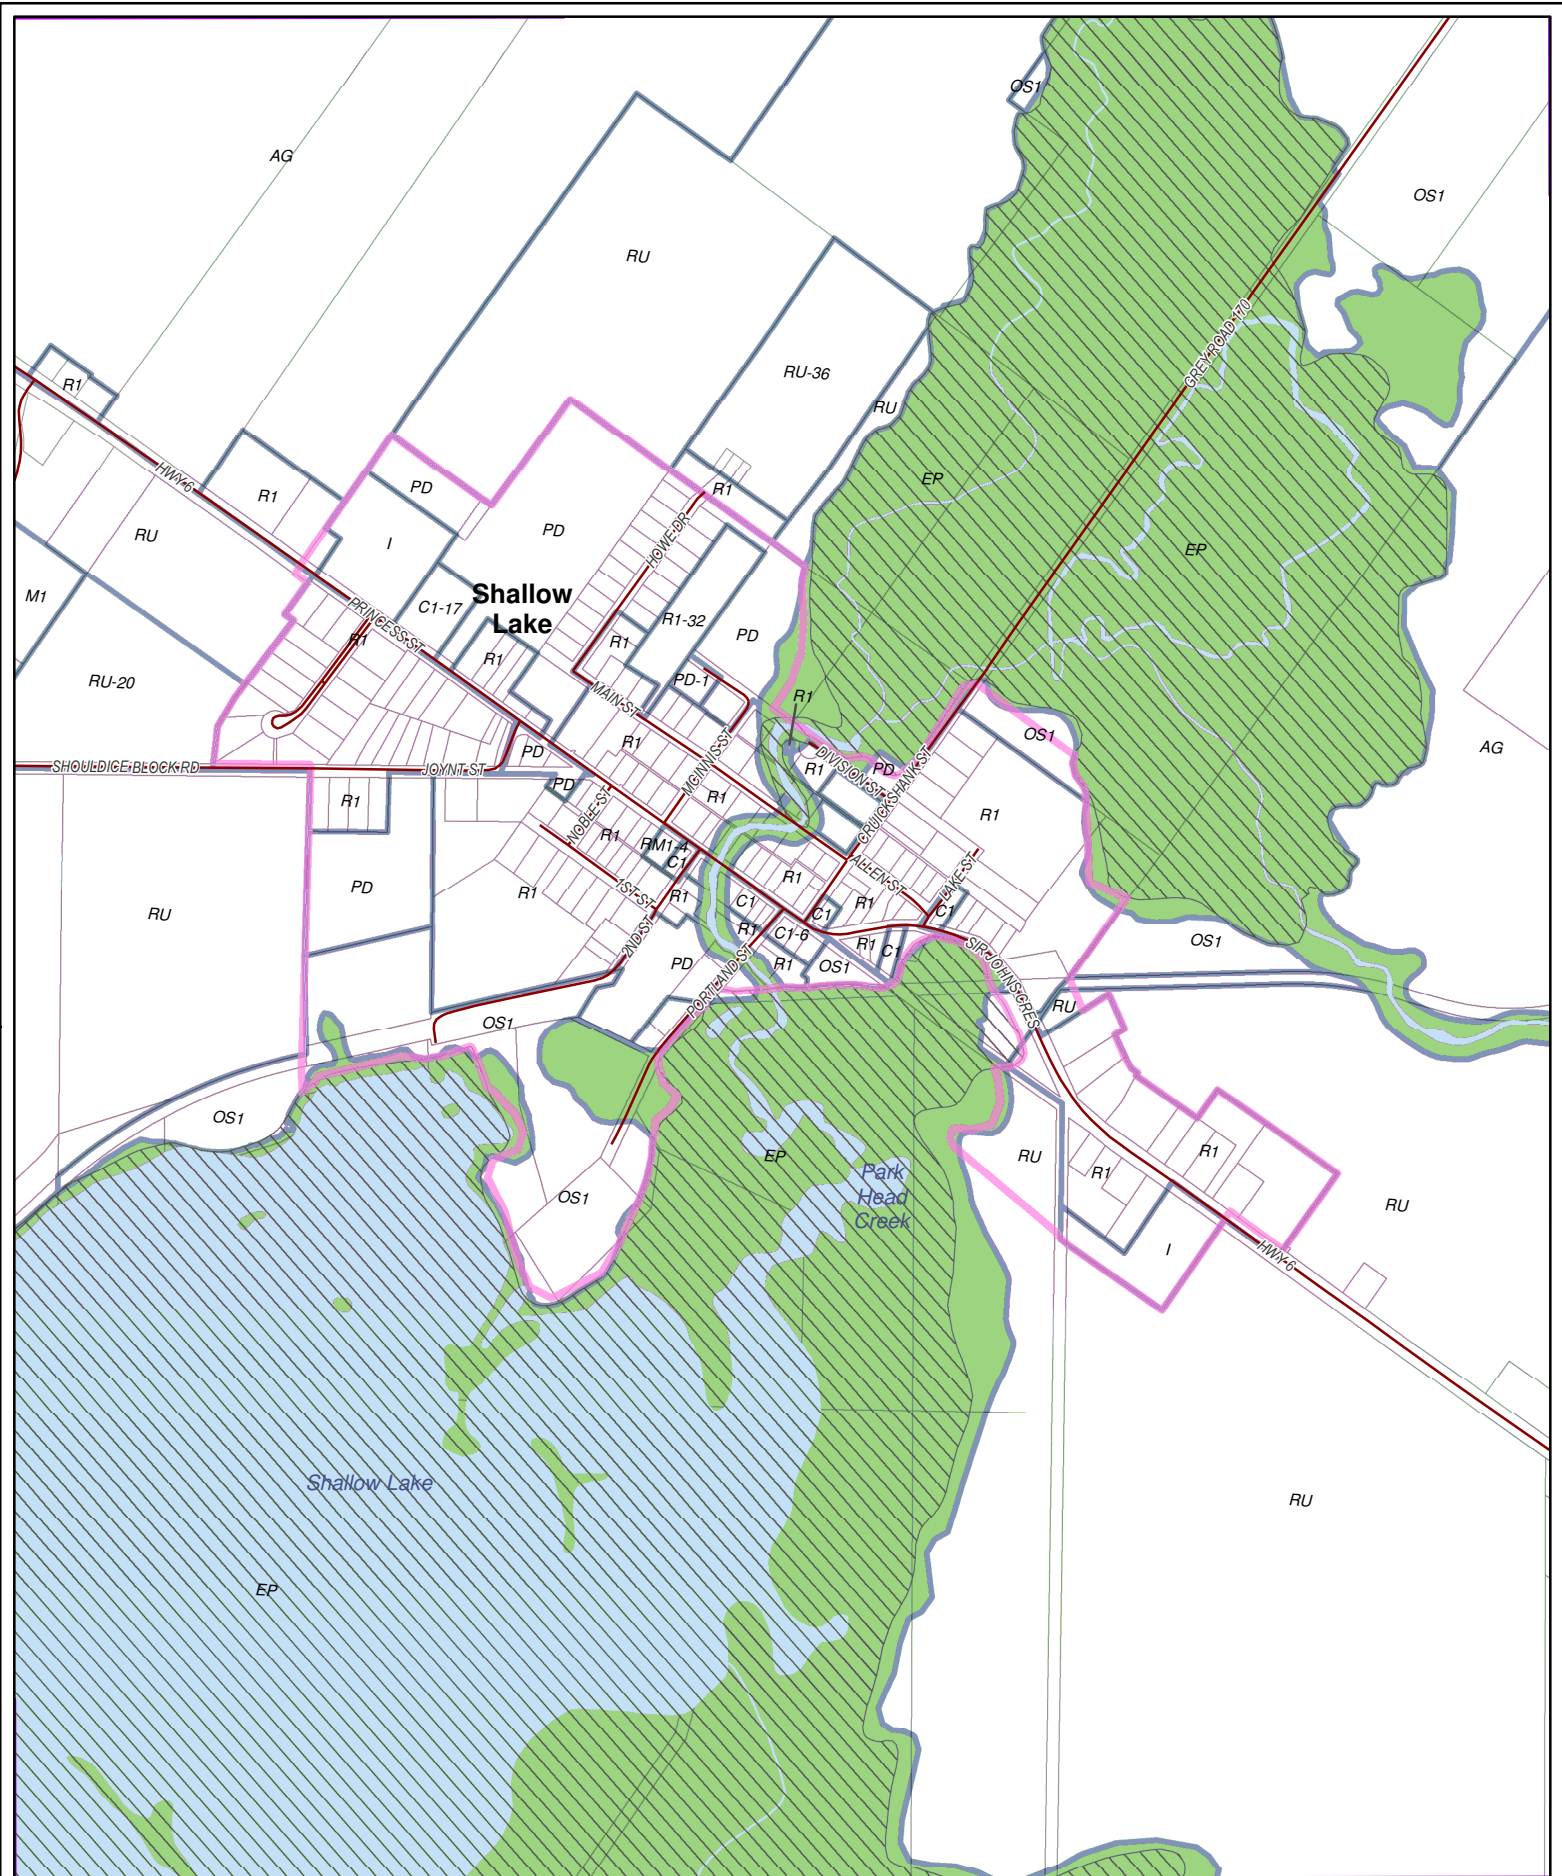 OS1
AG
OS1
RU
RU-36
R1
RU
GREY ROAD 170
HWY 6
EP
PD
R1
R1
RU
PD
I
HOWE DR
EP
M1
C1-17
Shallow
Lake
PRINCESS ST
R1
R1-32
PD
R1
R1
RU-20
PD-1
R1
MAIN ST
OS1
R1
AG
PD
MCINNIS ST
SHOULDICE BLOCK RD
JOYNT ST
R1
DIVISION ST
PD
PD
R1
R1
R1
NOBLE ST
CRUICKSHANK ST
R1
RM1-4
C1
ALLEN ST
LAKE ST
R1
PD
R1
1ST ST
R1
C1
R1
C1
C1
RU
2ND ST
R1
C1-6
R1
C1
SIR JOHNS CRES
OS1
PD
PORTLAND ST
R1
OS1
RU
OS1
OS1
EP
RU
R1
R1
Park
Head
Creek
OS1
RU
I
HWY 6
Shallow Lake
RU
EP